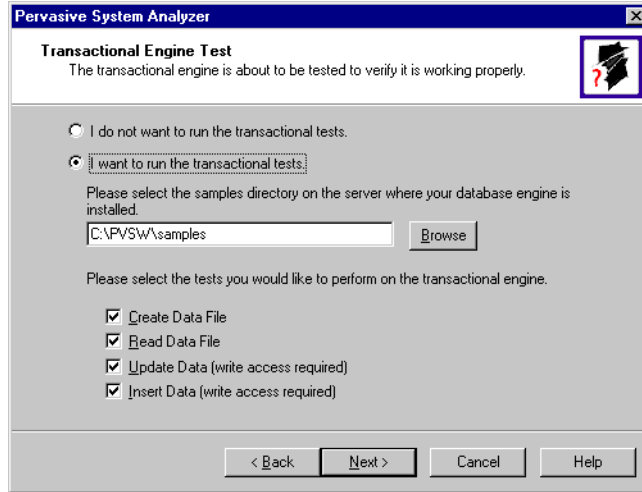 Pervasive System Analyzer
Transactional Engine Test
The transactional engine is about to be tested to verify it is working properly.
?
I do not want to run the transactional tests.
I want to run the transactional tests.
Please select the samples directory on the server where your database engine is
installed.
C:\PVSW\samples
Browse
Please select the tests you would like to perform on the transactional engine.
Create Data File
Read Data File
Update Data (write access required)
Insert Data (write access required)
< Back
Next >
Cancel
Help